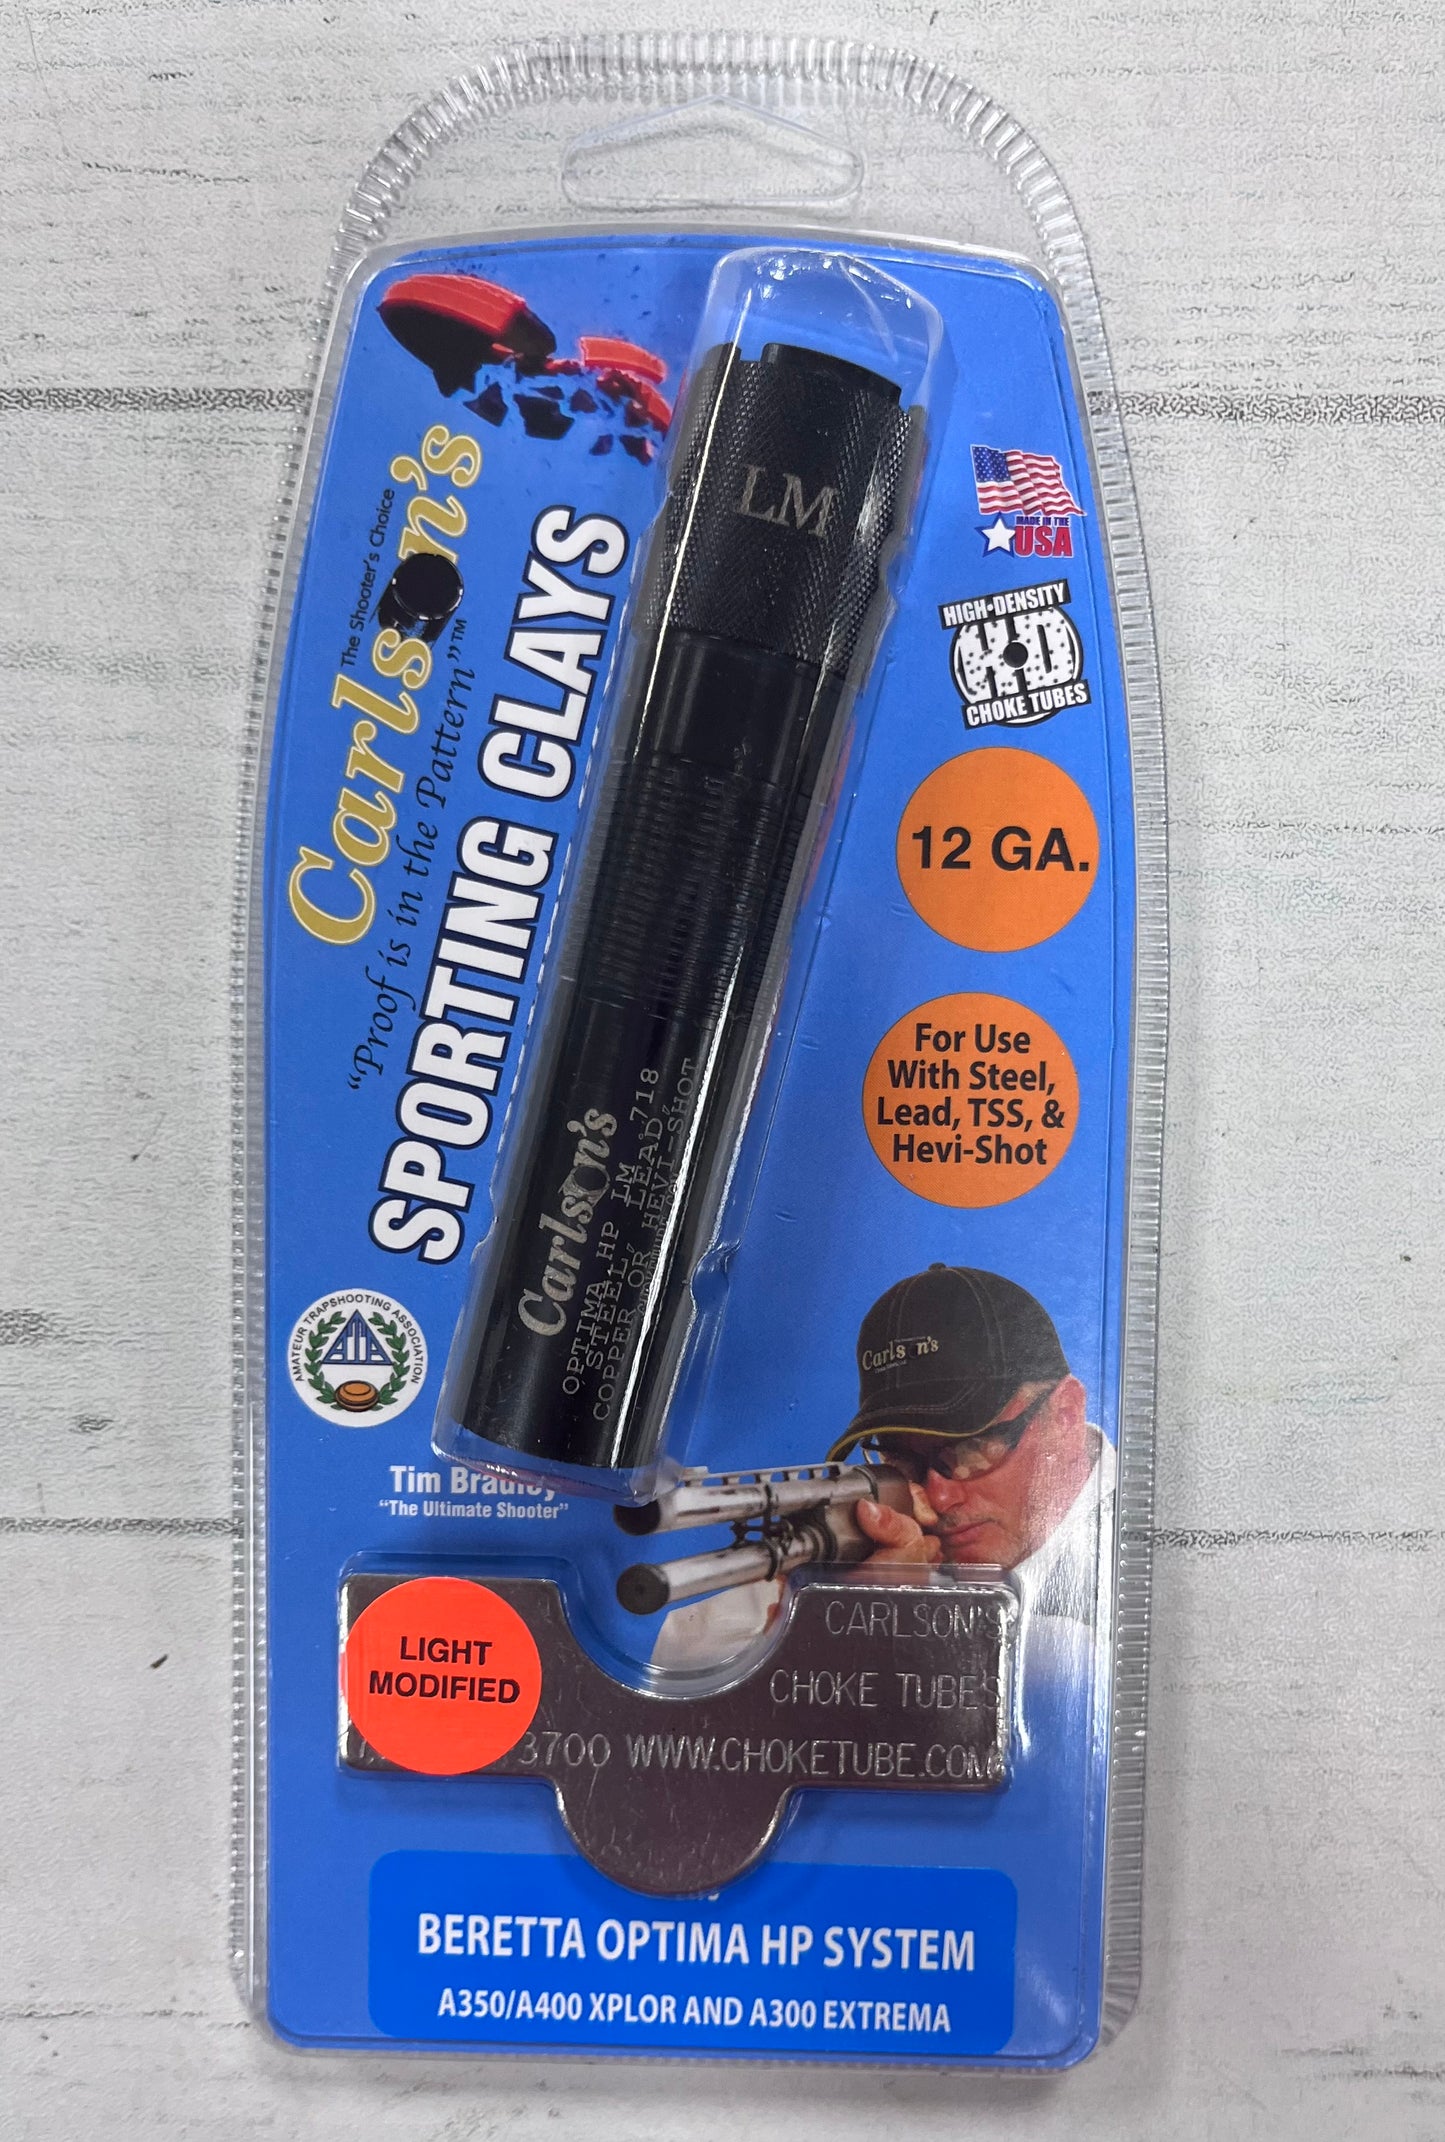 Carlson's
The Shooter's Choice
"Proof is in the Pattern"™
SPORTING CLAYS
LM
MADE IN THE
USA
HIGH-DENSITY
HD
CHOKE TUBES
12 GA.
For Use
With Steel,
Lead, TSS, &
Hevi-Shot
Carlson's
OPTIMA HP LM
STEEL, LEAD, 718
COPPER OR HEVI-SHOT
AMATEUR TRAPSHOOTING ASSOCIATION
ATA
Carlson's
Tim Bradley
"The Ultimate Shooter"
LIGHT
MODIFIED
CARLSON'S
CHOKE TUBES
3700 WWW.CHOKETUBE.COM
BERETTA OPTIMA HP SYSTEM
A350/A400 XPLOR AND A300 EXTREMA